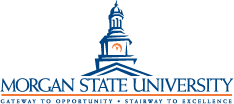 MORGAN STATE UNIVERSITY
GATEWAY TO OPPORTUNITY • STAIRWAY TO EXCELLENCE